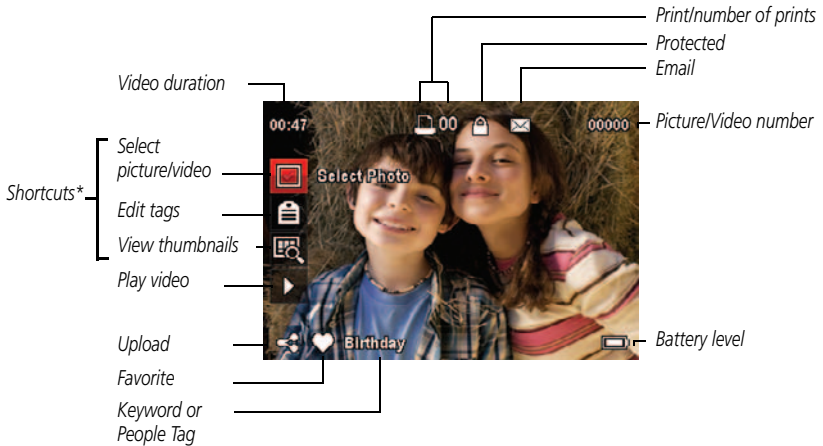 Print/number of prints
Protected
Email
Video duration
00:47
00
00000
Picture/Video number
Select
picture/video
Select Photo
Shortcuts*
Edit tags
View thumbnails
Play video
Upload
Birthday
Battery level
Favorite
Keyword or
People Tag